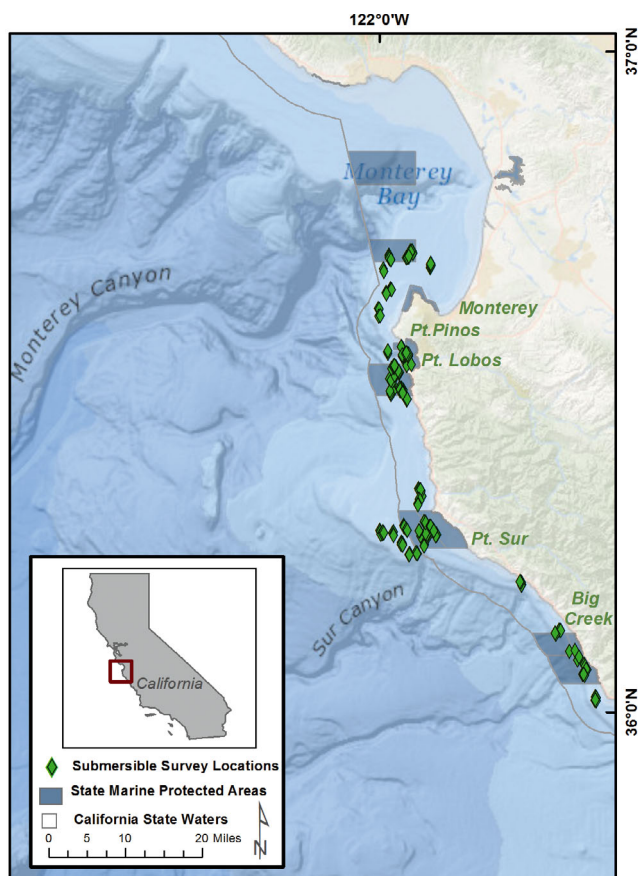 122°0'W
37°0'N
Monterey
Bay
Monterey Canyon
Monterey
Pt.Pinos
Pt. Lobos
Pt. Sur
Sur Canyon
Big
Creek
36°0'N
California
Submersible Survey Locations
State Marine Protected Areas
California State Waters
0 10 20 Miles
N